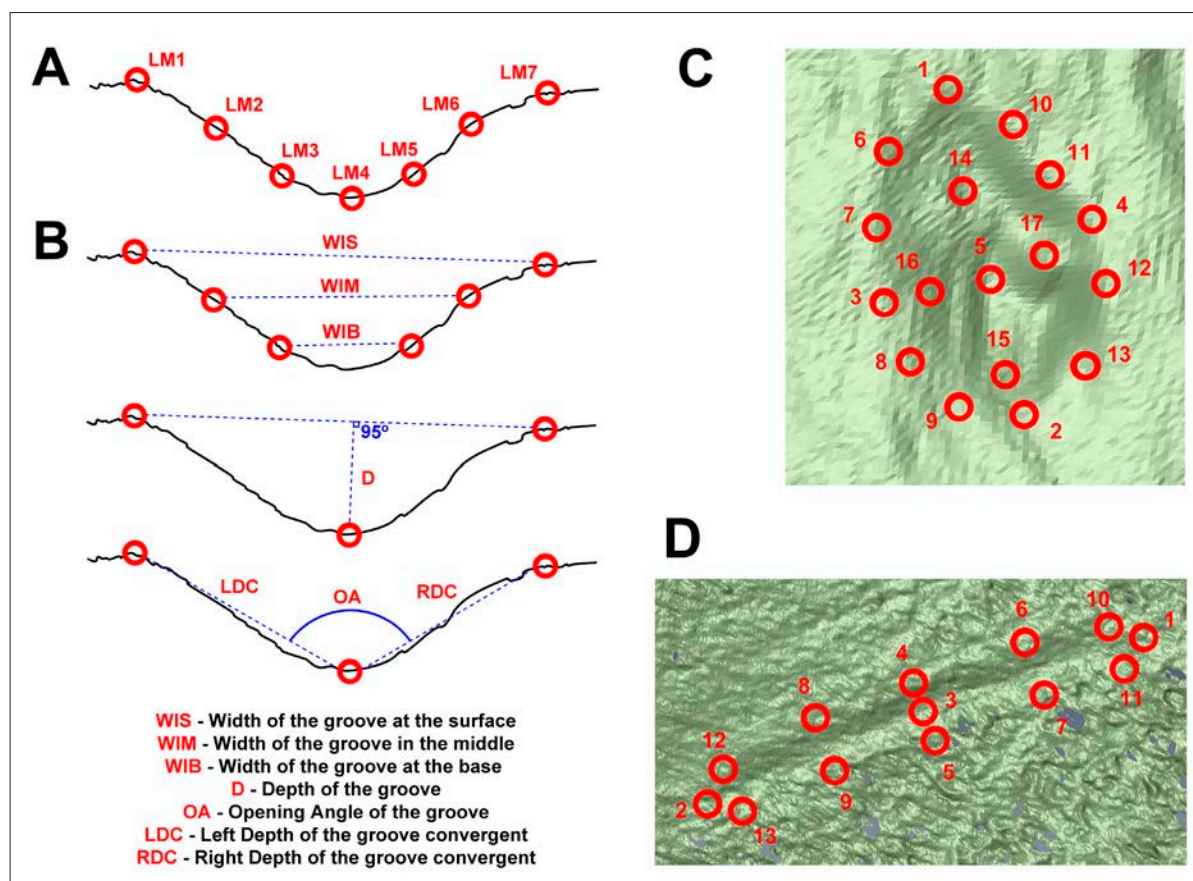 A
LM1
LM2
LM3
LM4
LM5
LM6
LM7
B
WIS
WIM
WIB
95º
D
LDC
OA
RDC
WIS - Width of the groove at the surface
WIM - Width of the groove in the middle
WIB - Width of the groove at the base
D - Depth of the groove
OA - Opening Angle of the groove
LDC - Left Depth of the groove convergent
RDC - Right Depth of the groove convergent
C
1
10
6
14
11
7
4
17
5
16
12
3
15
8
13
9
2
D
10
1
6
4
11
8
3
7
12
5
2
9
13